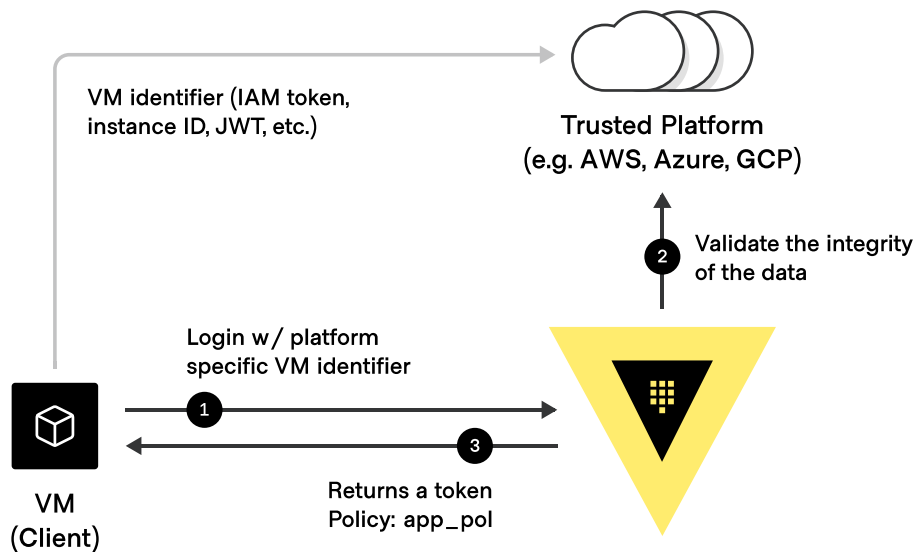 VM identifier (IAM token,
instance ID, JWT, etc.)
Trusted Platform
(e.g. AWS, Azure, GCP)
2
Validate the integrity
of the data
Login w/ platform
specific VM identifier
1
3
Returns a token
Policy: app_pol
VM
(Client)